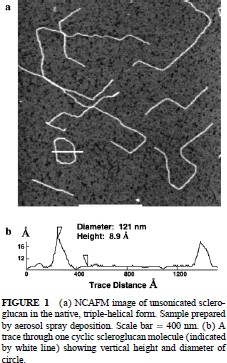 a
b
Å
Diameter: 121 nm
Height: 8.9 Å
16
12
0
400
800
1200
Trace Distance Å
FIGURE 1 (a) NCAFM image of unsonicated sclero-
glucan in the native, triple-helical form. Sample prepared
by aerosol spray deposition. Scale bar = 400 nm. (b) A
trace through one cyclic scleroglucan molecule (indicated
by white line) showing vertical height and diameter of
circle.